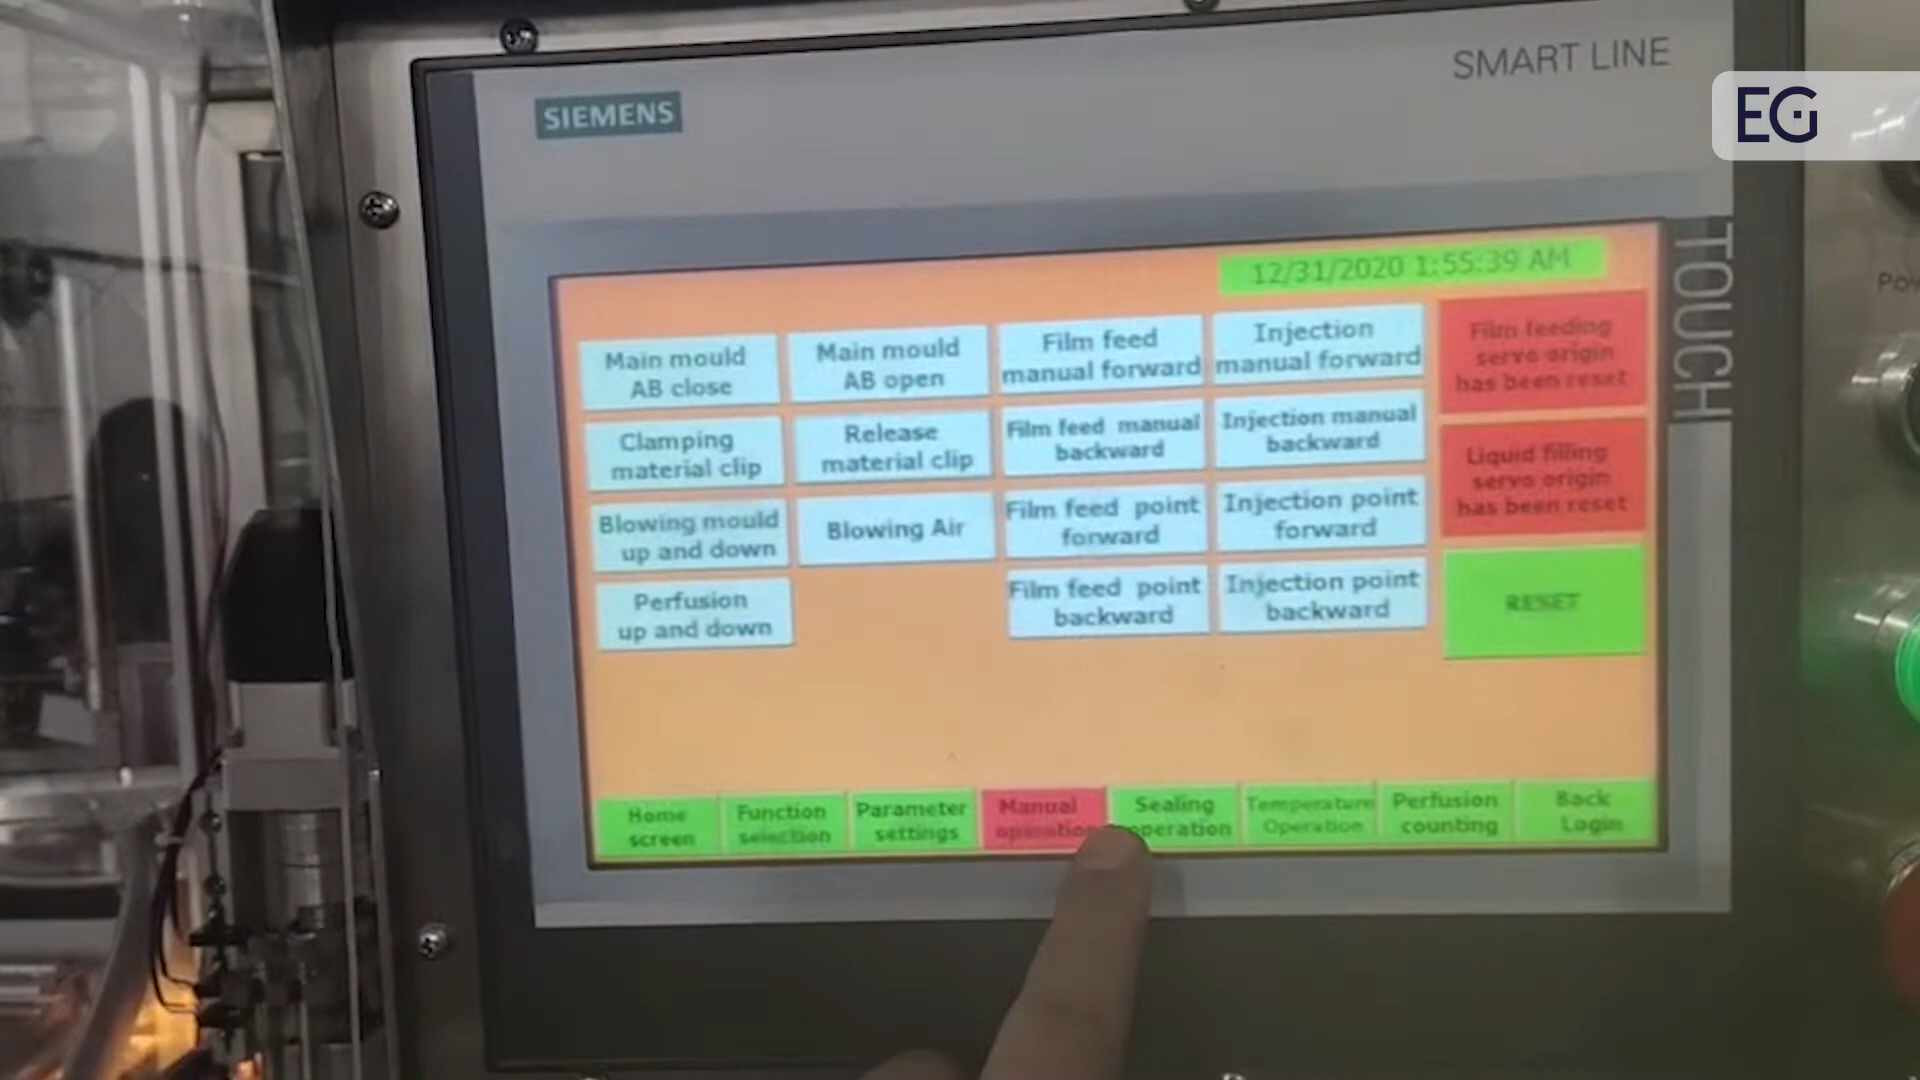 SMART LINE
EG
SIEMENS
TOUCH
12/31/2020 1:55:39 AM
Main mould
AB close
Main mould
AB open
Film feed
manual forward
Injection
manual forward
Film feeding
servo origin
has been reset
Clamping
material clip
Release
material clip
Film feed manual
backward
Injection manual
backward
Liquid filling
servo origin
has been reset
Blowing mould
up and down
Blowing Air
Film feed point
forward
Injection point
forward
Perfusion
up and down
Film feed point
backward
Injection point
backward
RESET
Home
screen
Function
selection
Parameter
settings
Manual
operation
Sealing
operation
Temperature
Operation
Perfusion
counting
Back
Login